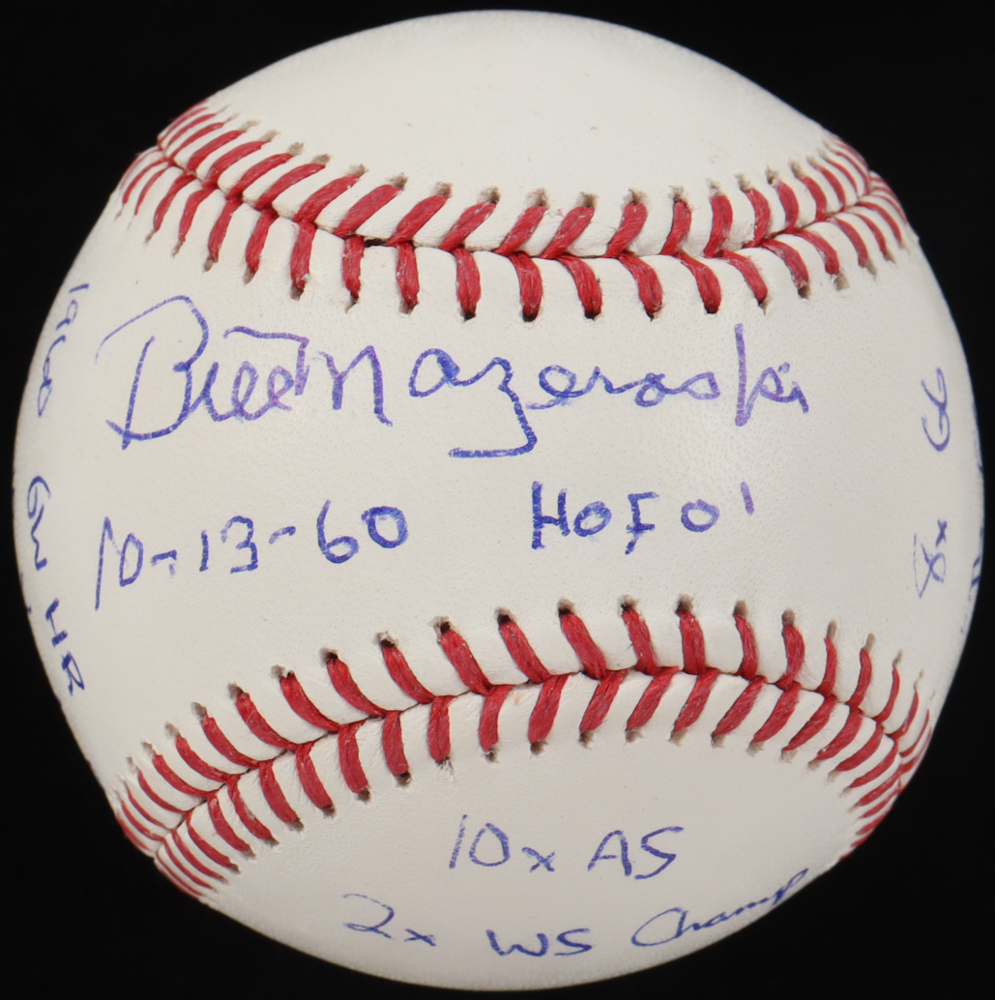 Bill Mazeroski
10-13-60 HOF 01
1960 GW HR
8x GG
10x AS
2x WS Champ